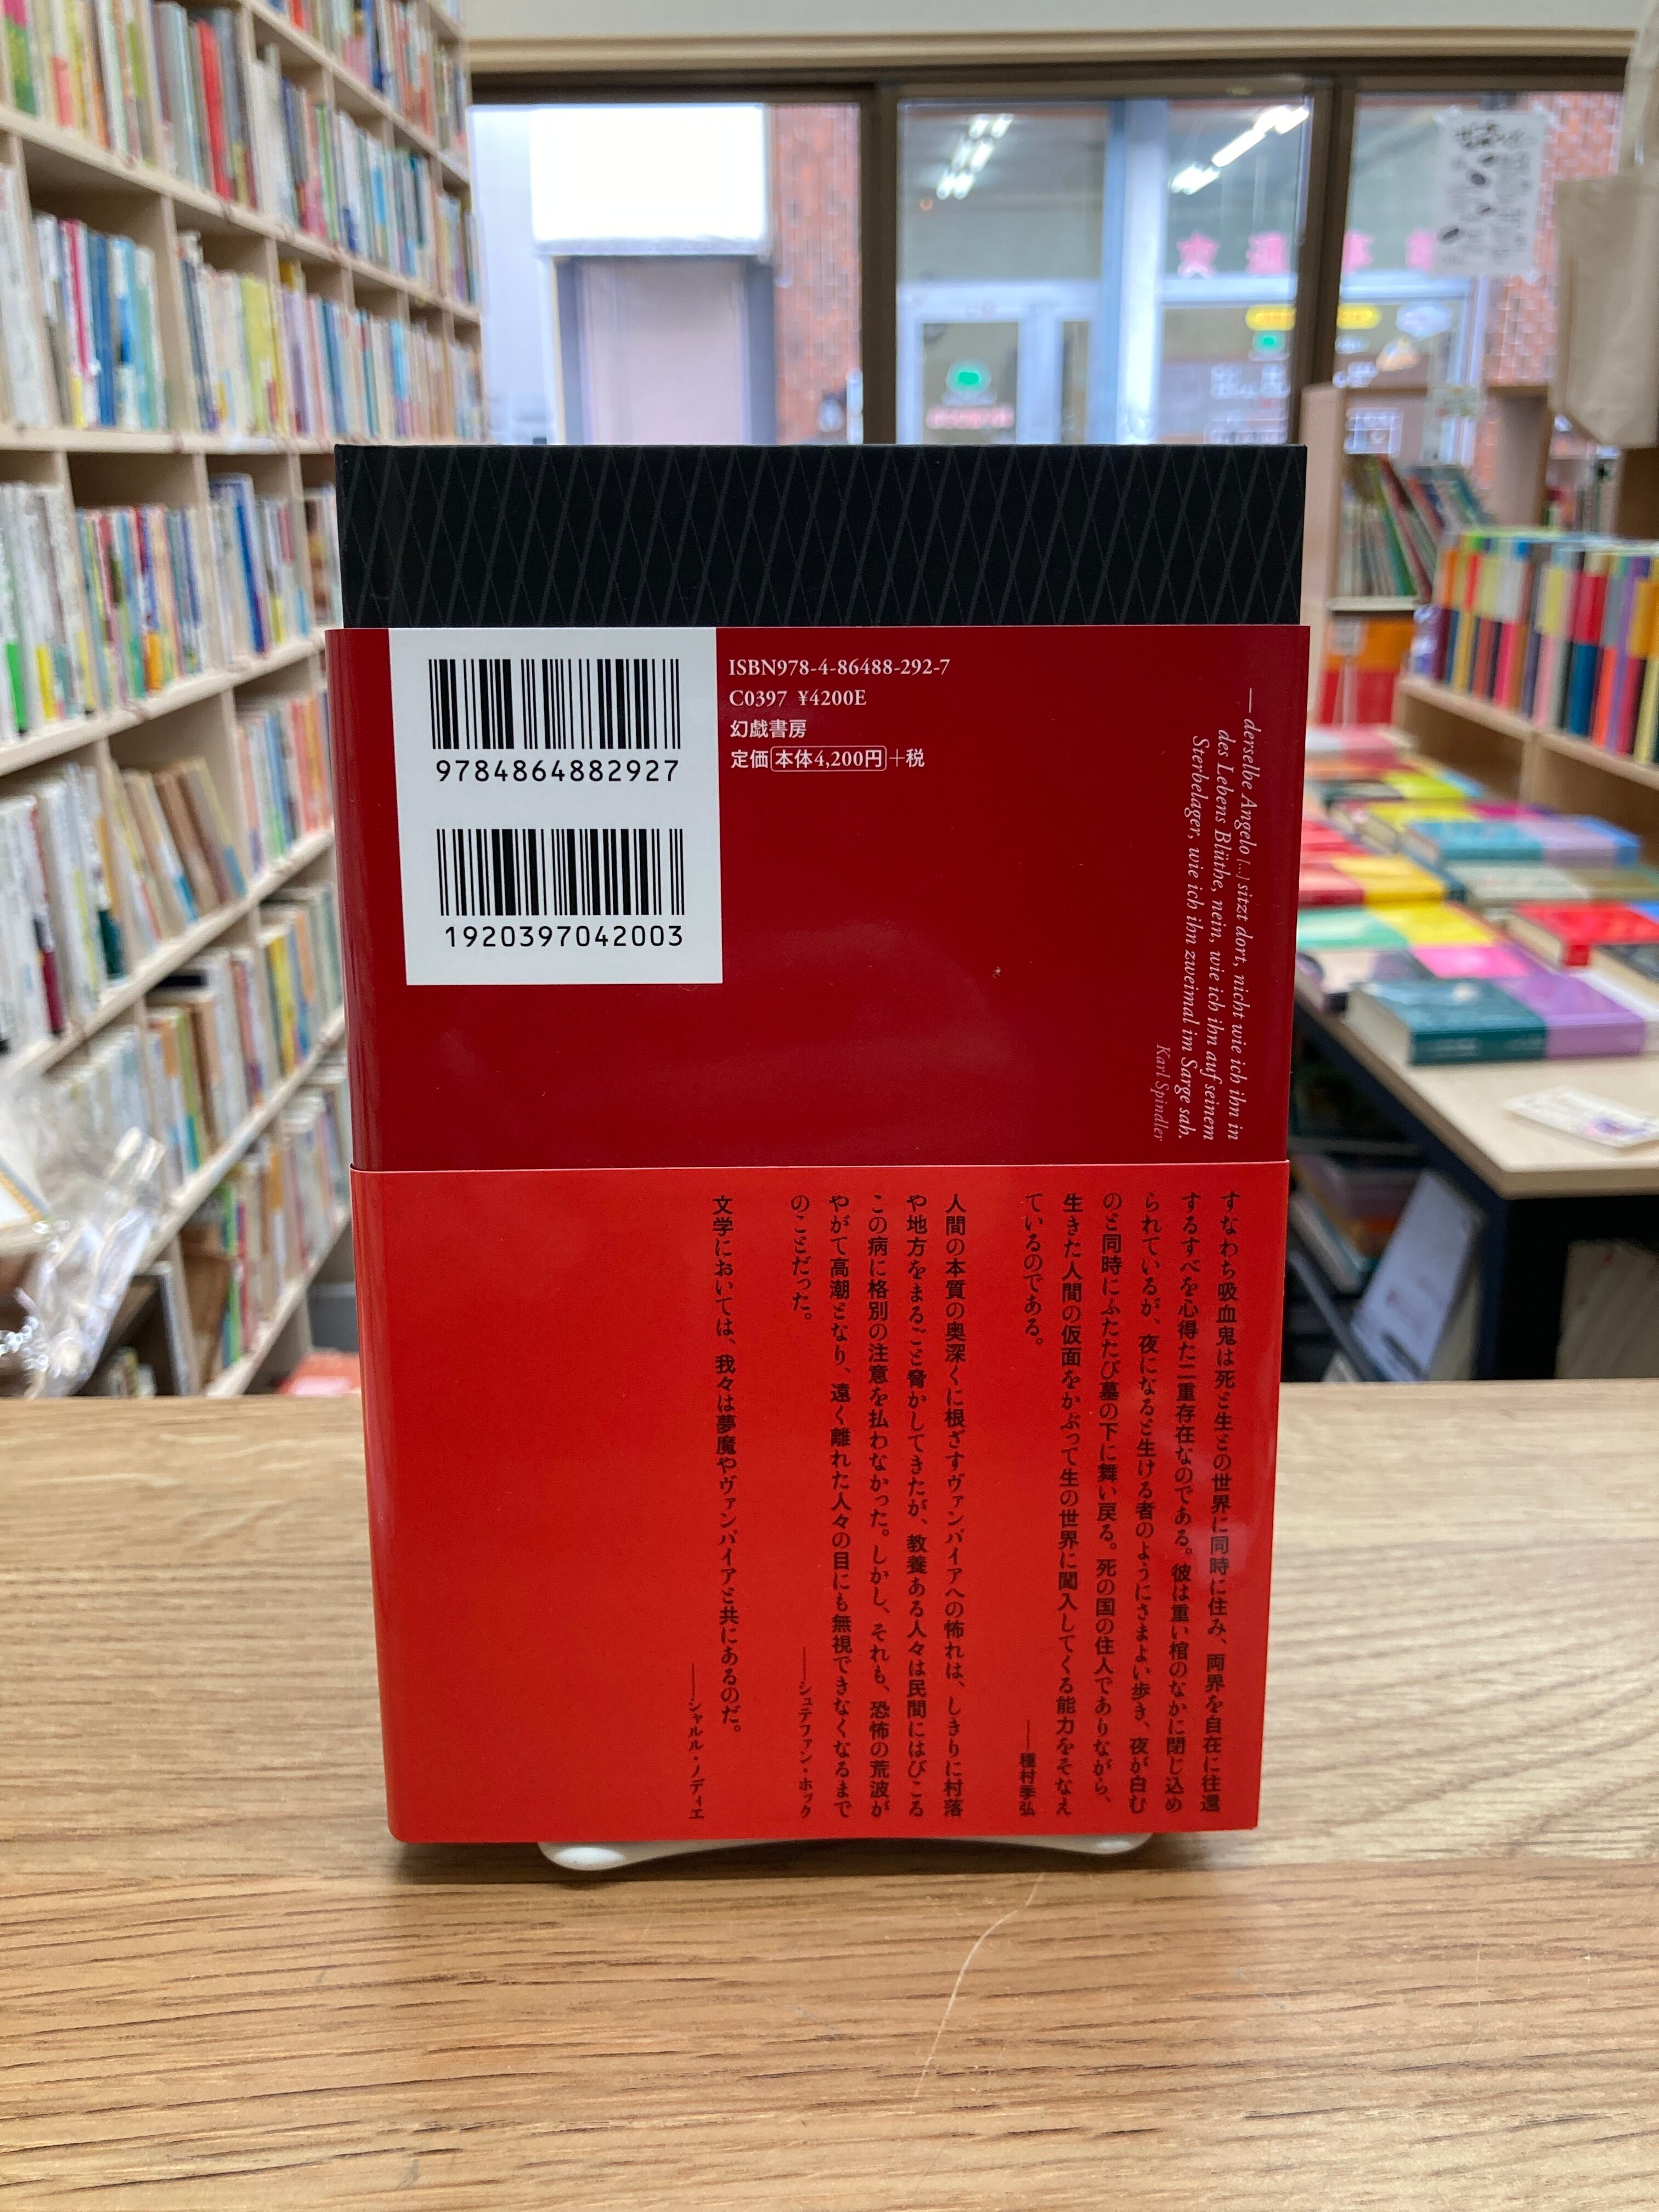 9784864882927
1920397042003
ISBN978-4-86488-292-7
C0397 ¥4200E
幻戯書房
定価 本体4,200円+税
— derselbe Angelo [...] sitzt dort, nicht wie ich ihn in
des Lebens Blüthe, nein, wie ich ihn auf seinem
Sterbelager, wie ich ihn zweimal im Sarge sah.
Karl Spindler
すなわち吸血鬼は死と生との世界に同時に住み、両界を自在に往還
するすべを心得た二重存在なのである。彼は重い棺のなかに閉じ込め
られているが、夜になると生ける者のようにさまよい歩き、夜が白む
のと同時にふたたび墓の下に舞い戻る。死の国の住人でありながら、
生きた人間の仮面をかぶって生の世界に闖入してくる能力をそなえ
ているのである。
——種村季弘
人間の本質の奥深くに根ざすヴァンパイアへの怖れは、しきりに村落
や地方をまるごと脅かしてきたが、教養ある人々は民間にはびこる
この病に格別の注意を払わなかった。しかし、それも、恐怖の荒波が
やがて高潮となり、遠く離れた人々の目にも無視できなくなるまで
のことだった。
——シュテファン・ホック
文学においては、我々は夢魔やヴァンパイアと共にあるのだ。
——シャルル・ノディエ